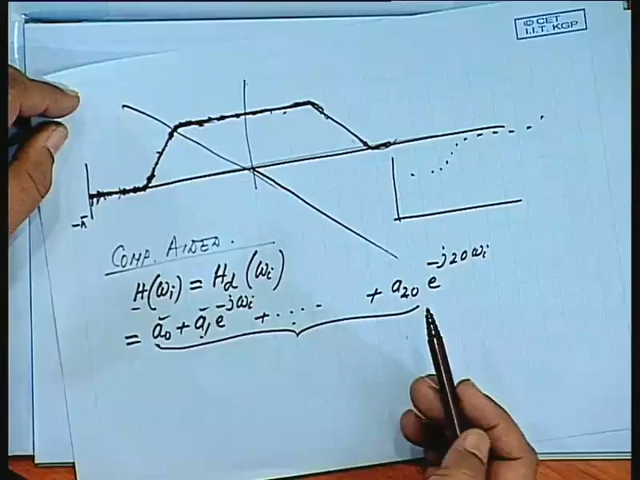 © CET
I.I.T. KGP
-π
COMP. AIDED.
H(ωi) = Hd(ωi)
= a0 + a1 e^-jωi + ..... + a20 e^-j20ωi